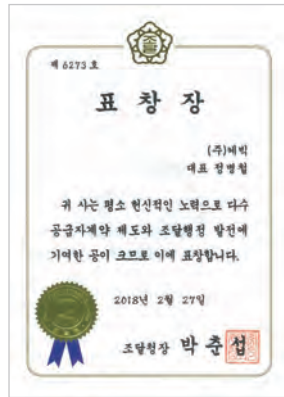 조달
제 6273 호
표 창 장
(주)에빅
대표 정명철
귀 사는 평소 헌신적인 노력으로 다수
공급자계약 제도와 조달행정 발전에
기여한 공이 크므로 이에 표창합니다.
2018년 2월 27일
조달청장 박 춘 섭